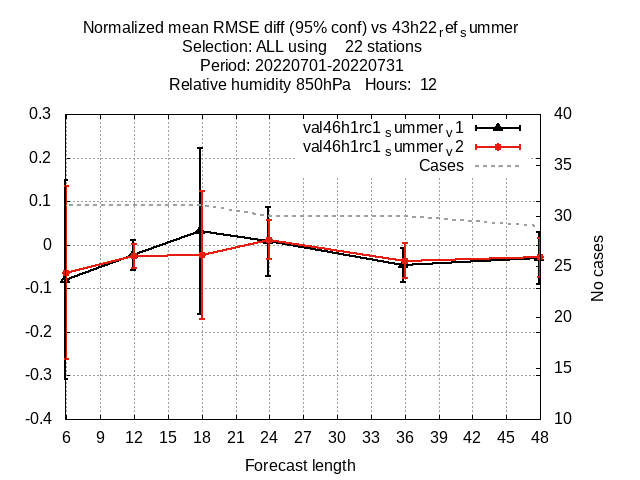 Normalized mean RMSE diff (95% conf) vs 43h22refsummer
Selection: ALL using 22 stations
Period: 20220701-20220731
Relative humidity 850hPa Hours: 12
val46h1rc1summerv1
val46h1rc1summerv2
Cases
0.3
0.2
0.1
0
-0.1
-0.2
-0.3
-0.4
40
35
30
25
20
15
10
No cases
6 9 12 15 18 21 24 27 30 33 36 39 42 45 48
Forecast length